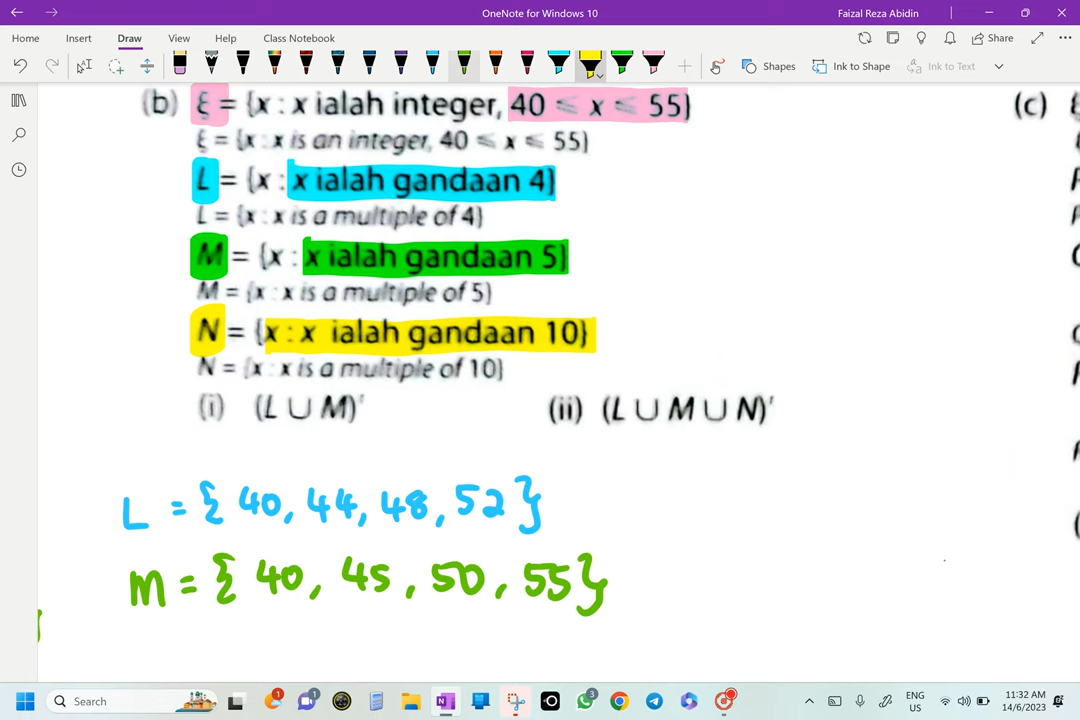 OneNote for Windows 10
Faizal Reza Abidin
Home Insert Draw View Help Class Notebook
Share
Shapes
Ink to Shape
Ink to Text
(b) ξ = {x : x ialah integer, 40 ⩽ x ⩽ 55}
(c)
ξ = {x : x is an integer, 40 ⩽ x ⩽ 55}
L = {x : x ialah gandaan 4}
L = {x : x is a multiple of 4}
M = {x : x ialah gandaan 5}
M = {x : x is a multiple of 5}
N = {x : x ialah gandaan 10}
N = {x : x is a multiple of 10}
(i) (L ∪ M)′
(ii) (L ∪ M ∪ N)′
L = { 40, 44, 48, 52 }
M = { 40, 45, 50, 55 }
Search
1
1
3
ENG
US
11:32 AM
14/6/2023